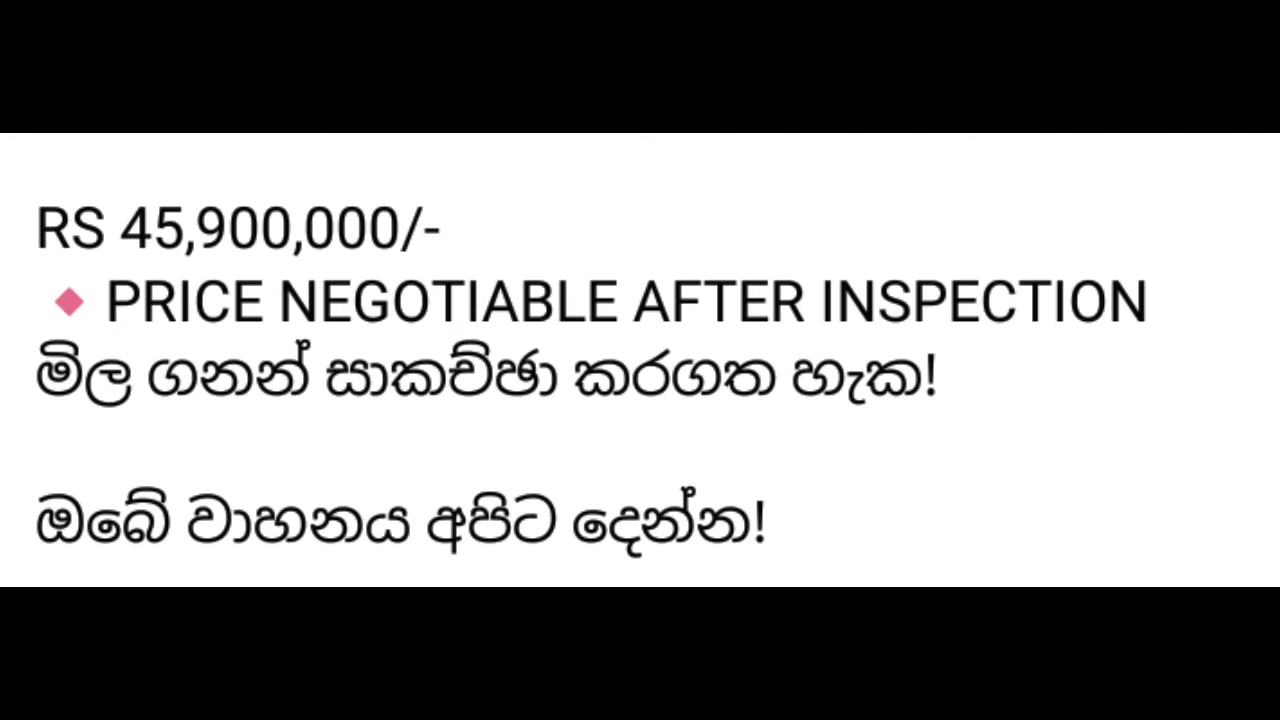 RS 45,900,000/-
🔸PRICE NEGOTIABLE AFTER INSPECTION
මිල ගනන් සාකච්ඡා කරගත හැක!
ඔබේ වාහනය අපිට දෙන්න!